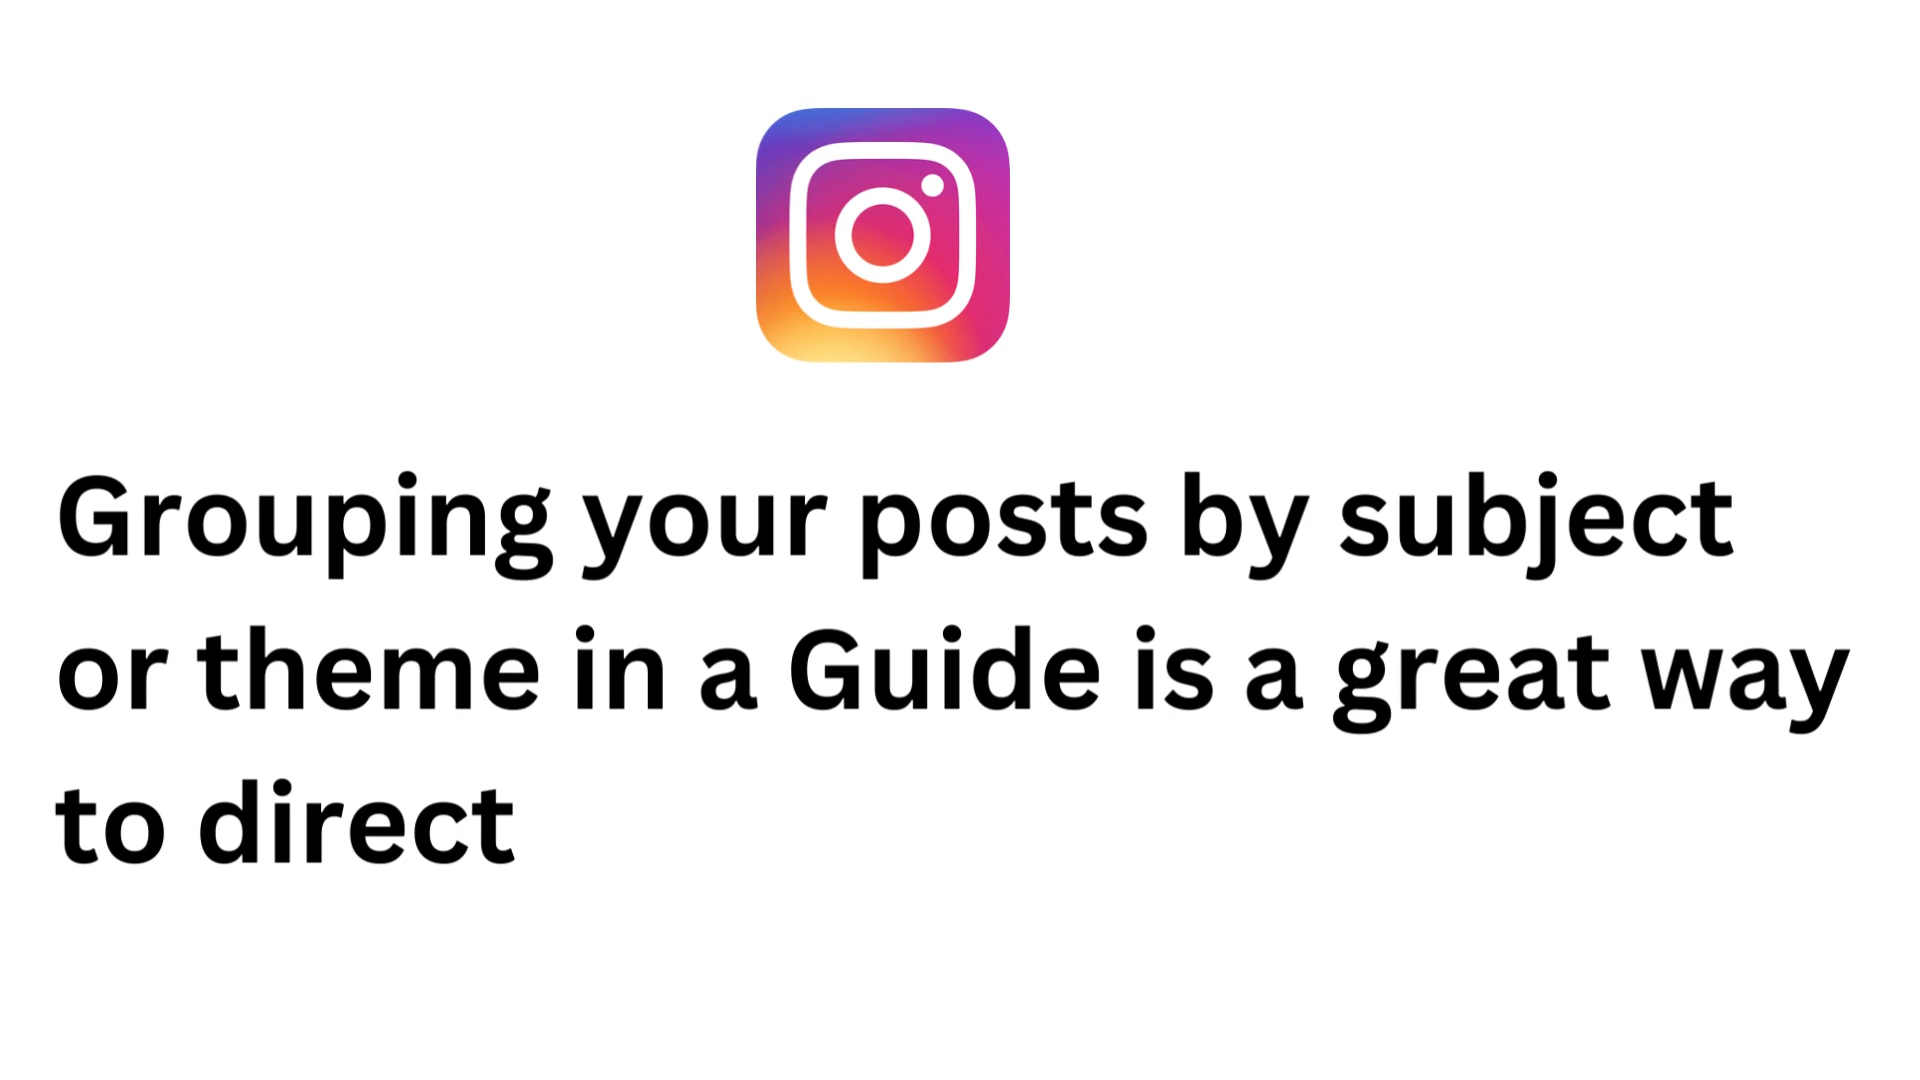 Grouping your posts by subject
or theme in a Guide is a great way
to direct